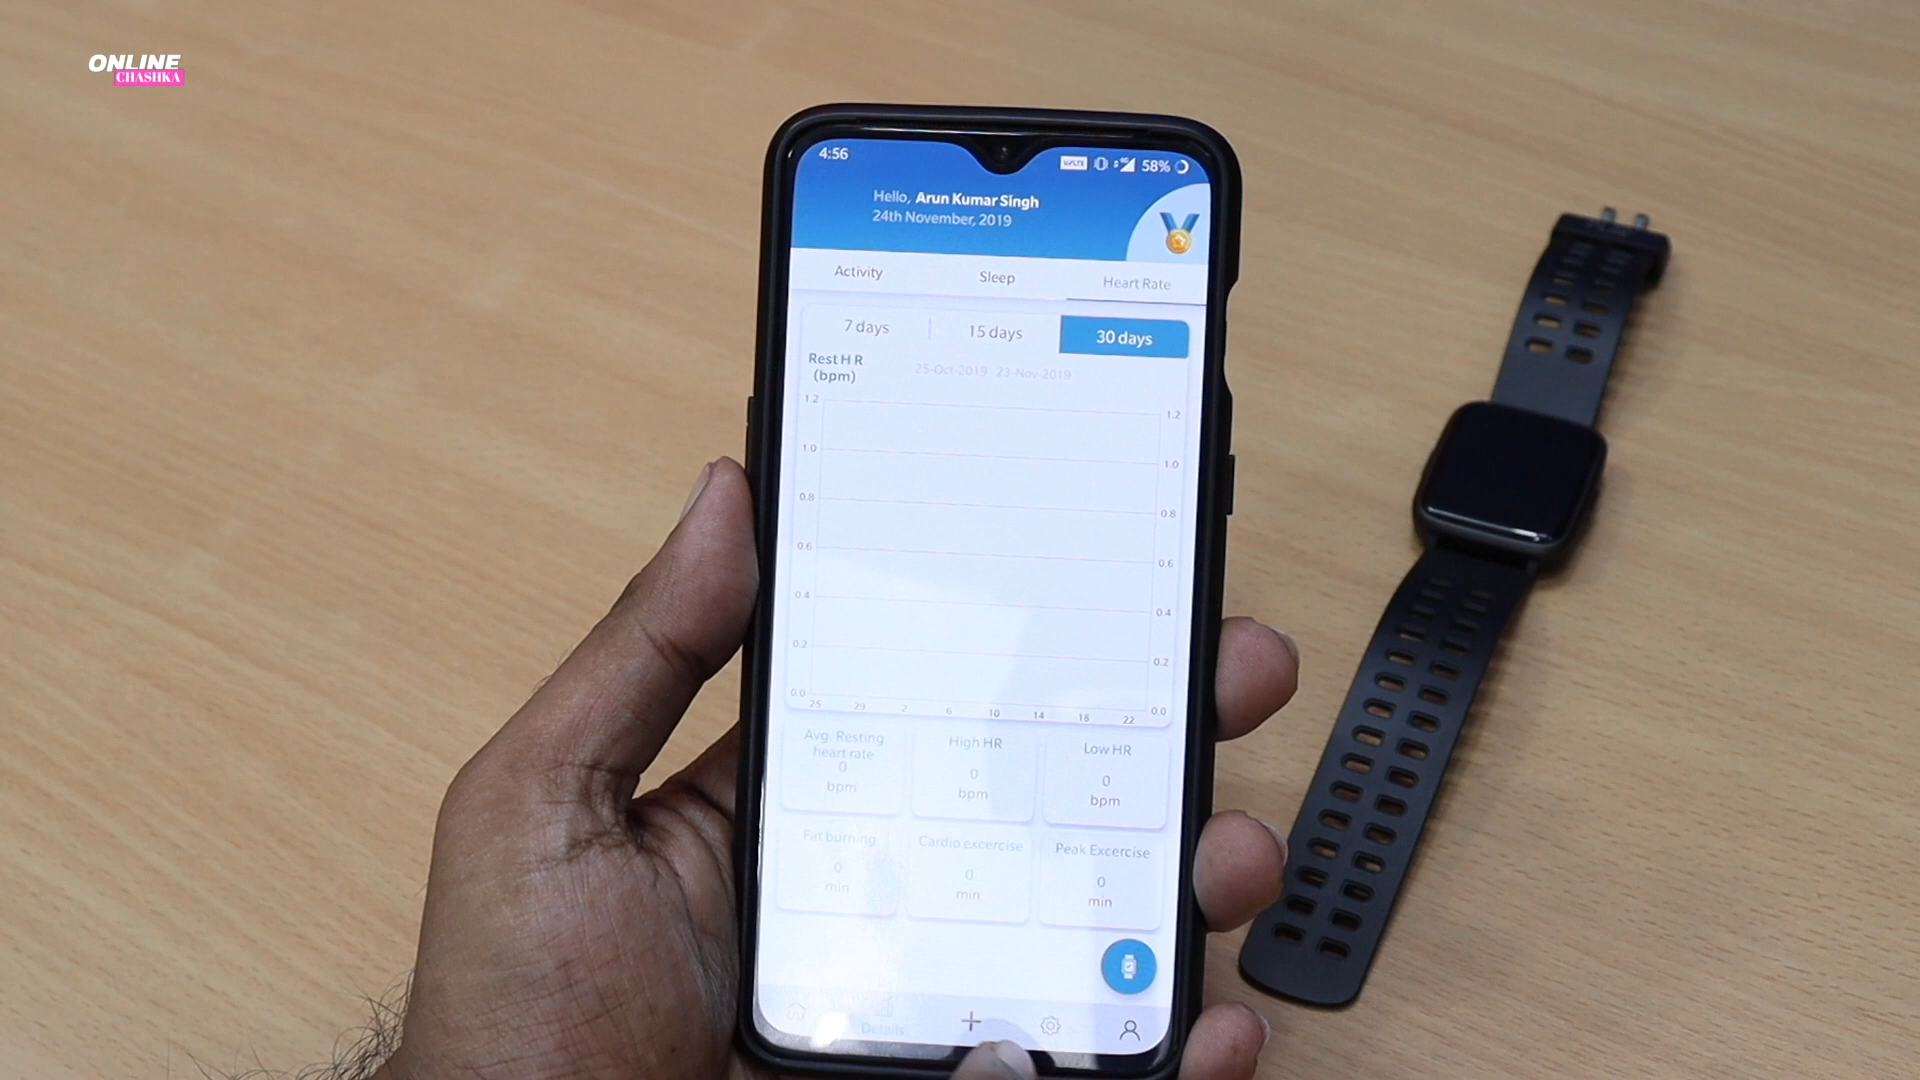 ONLINE
CHASHKA
4:56
VoLTE 4G 58%
Hello, Arun Kumar Singh
24th November, 2019
Activity Sleep Heart Rate
7 days 15 days 30 days
Rest H R
(bpm)
25-Oct-2019 - 23-Nov-2019
1.2 1.2
1.0 1.0
0.8 0.8
0.6 0.6
0.4 0.4
0.2 0.2
0.0 0.0
25 29 2 6 10 14 18 22
Avg. Resting
heart rate
0
bpm
High HR
0
bpm
Low HR
0
bpm
Fat burning
0
min
Cardio excercise
0
min
Peak Excercise
0
min
Details